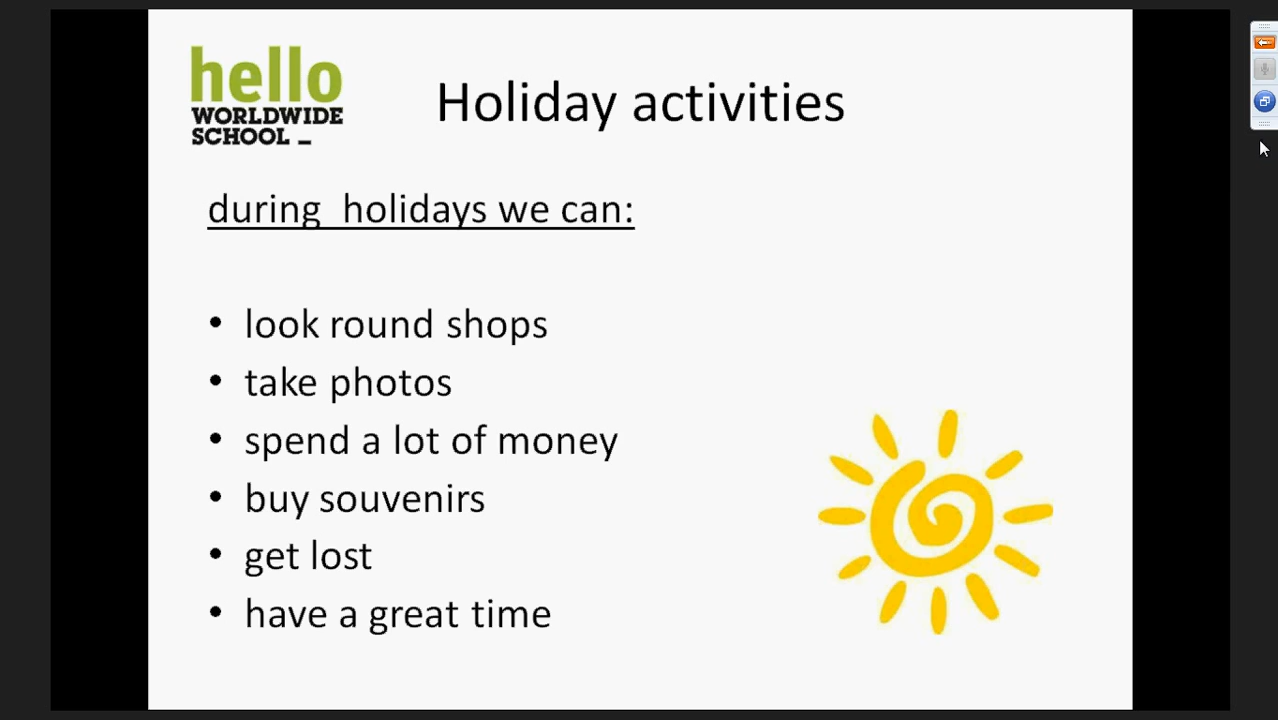 hello
WORLDWIDE
SCHOOL _
Holiday activities
during  holidays we can:
• look round shops
• take photos
• spend a lot of money
• buy souvenirs
• get lost
• have a great time